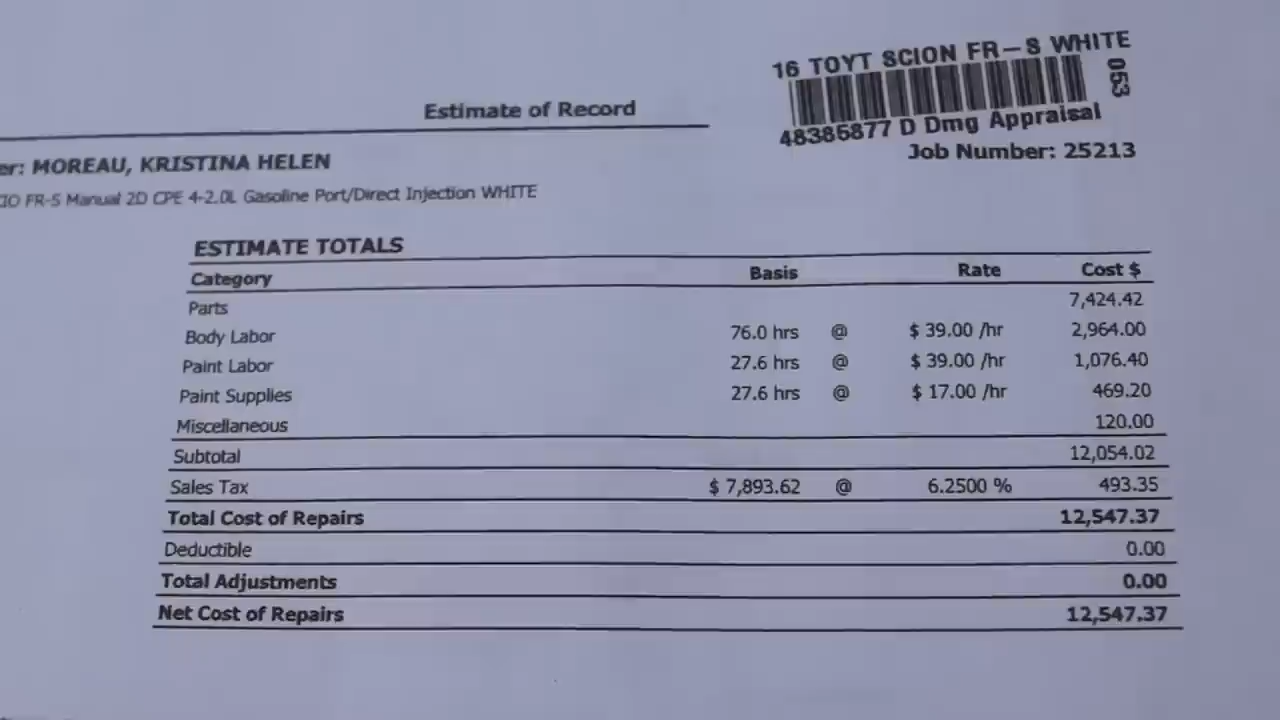 16 TOYT SCION FR-S WHITE
053
48385877 D Dmg Appraisal
Estimate of Record
Job Number: 25213
er: MOREAU, KRISTINA HELEN
IO FR-S Manual 2D CPE 4-2.0L Gasoline Port/Direct Injection WHITE
ESTIMATE TOTALS
Category Basis Rate Cost $
Parts 7,424.42
Body Labor 76.0 hrs @ $ 39.00 /hr 2,964.00
Paint Labor 27.6 hrs @ $ 39.00 /hr 1,076.40
Paint Supplies 27.6 hrs @ $ 17.00 /hr 469.20
Miscellaneous 120.00
Subtotal 12,054.02
Sales Tax $ 7,893.62 @ 6.2500 % 493.35
Total Cost of Repairs 12,547.37
Deductible 0.00
Total Adjustments 0.00
Net Cost of Repairs 12,547.37